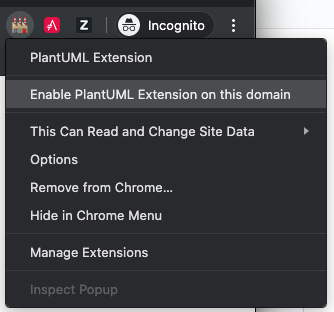 Z
Incognito
PlantUML Extension
Enable PlantUML Extension on this domain
This Can Read and Change Site Data
Options
Remove from Chrome...
Hide in Chrome Menu
Manage Extensions
Inspect Popup